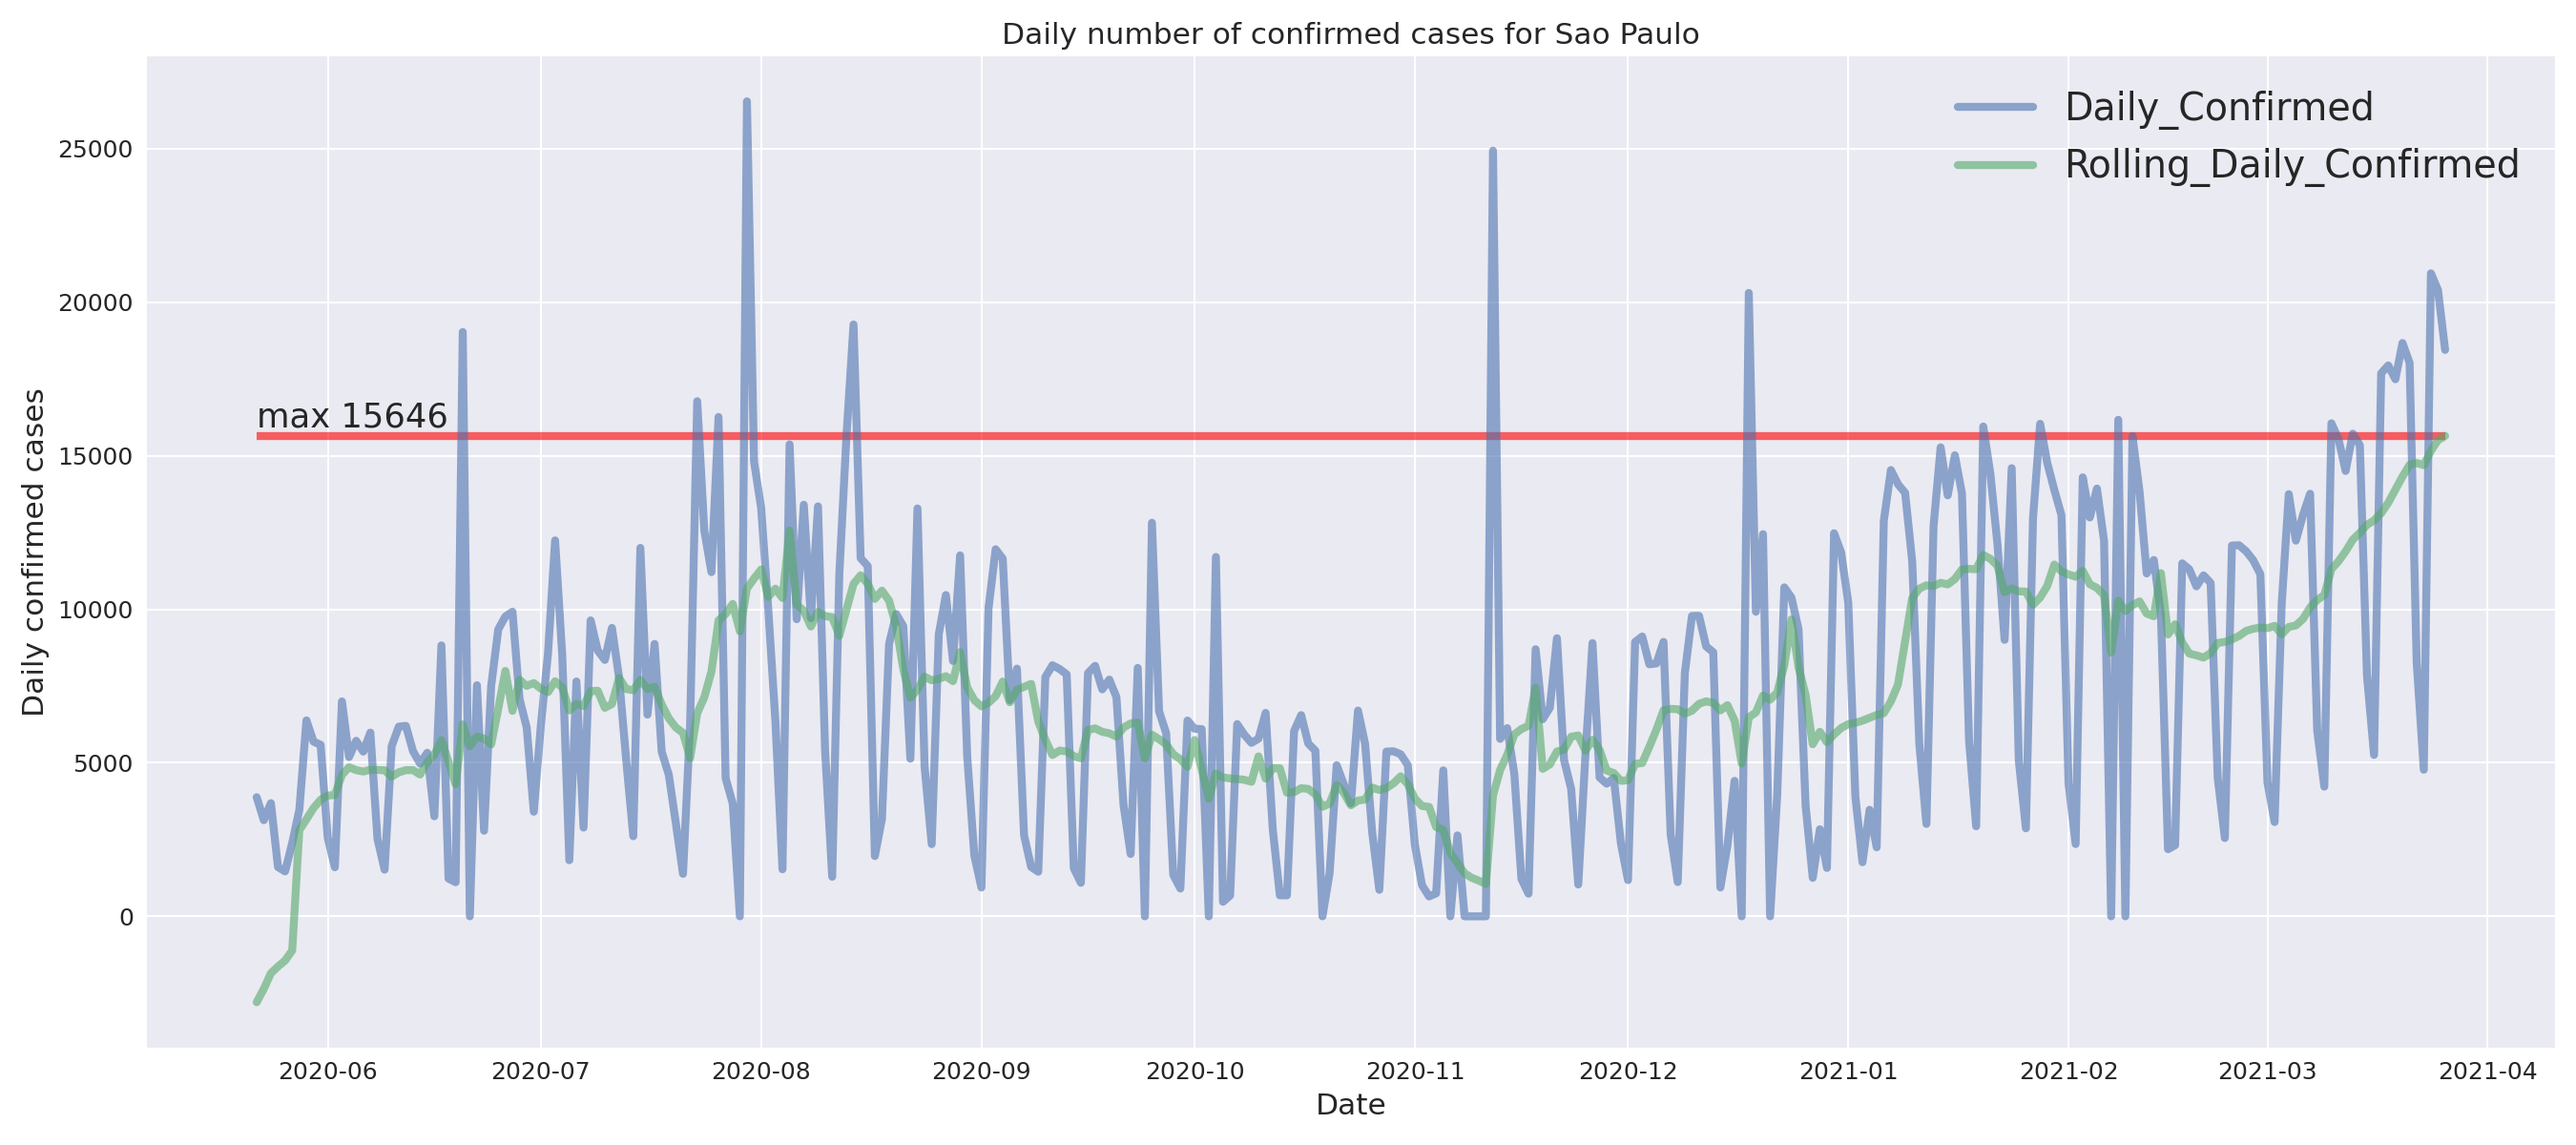 Daily number of confirmed cases for Sao Paulo
Daily_Confirmed
Rolling_Daily_Confirmed
max 15646
Daily confirmed cases
25000
20000
15000
10000
5000
0
2020-06 2020-07 2020-08 2020-09 2020-10 2020-11 2020-12 2021-01 2021-02 2021-03 2021-04
Date